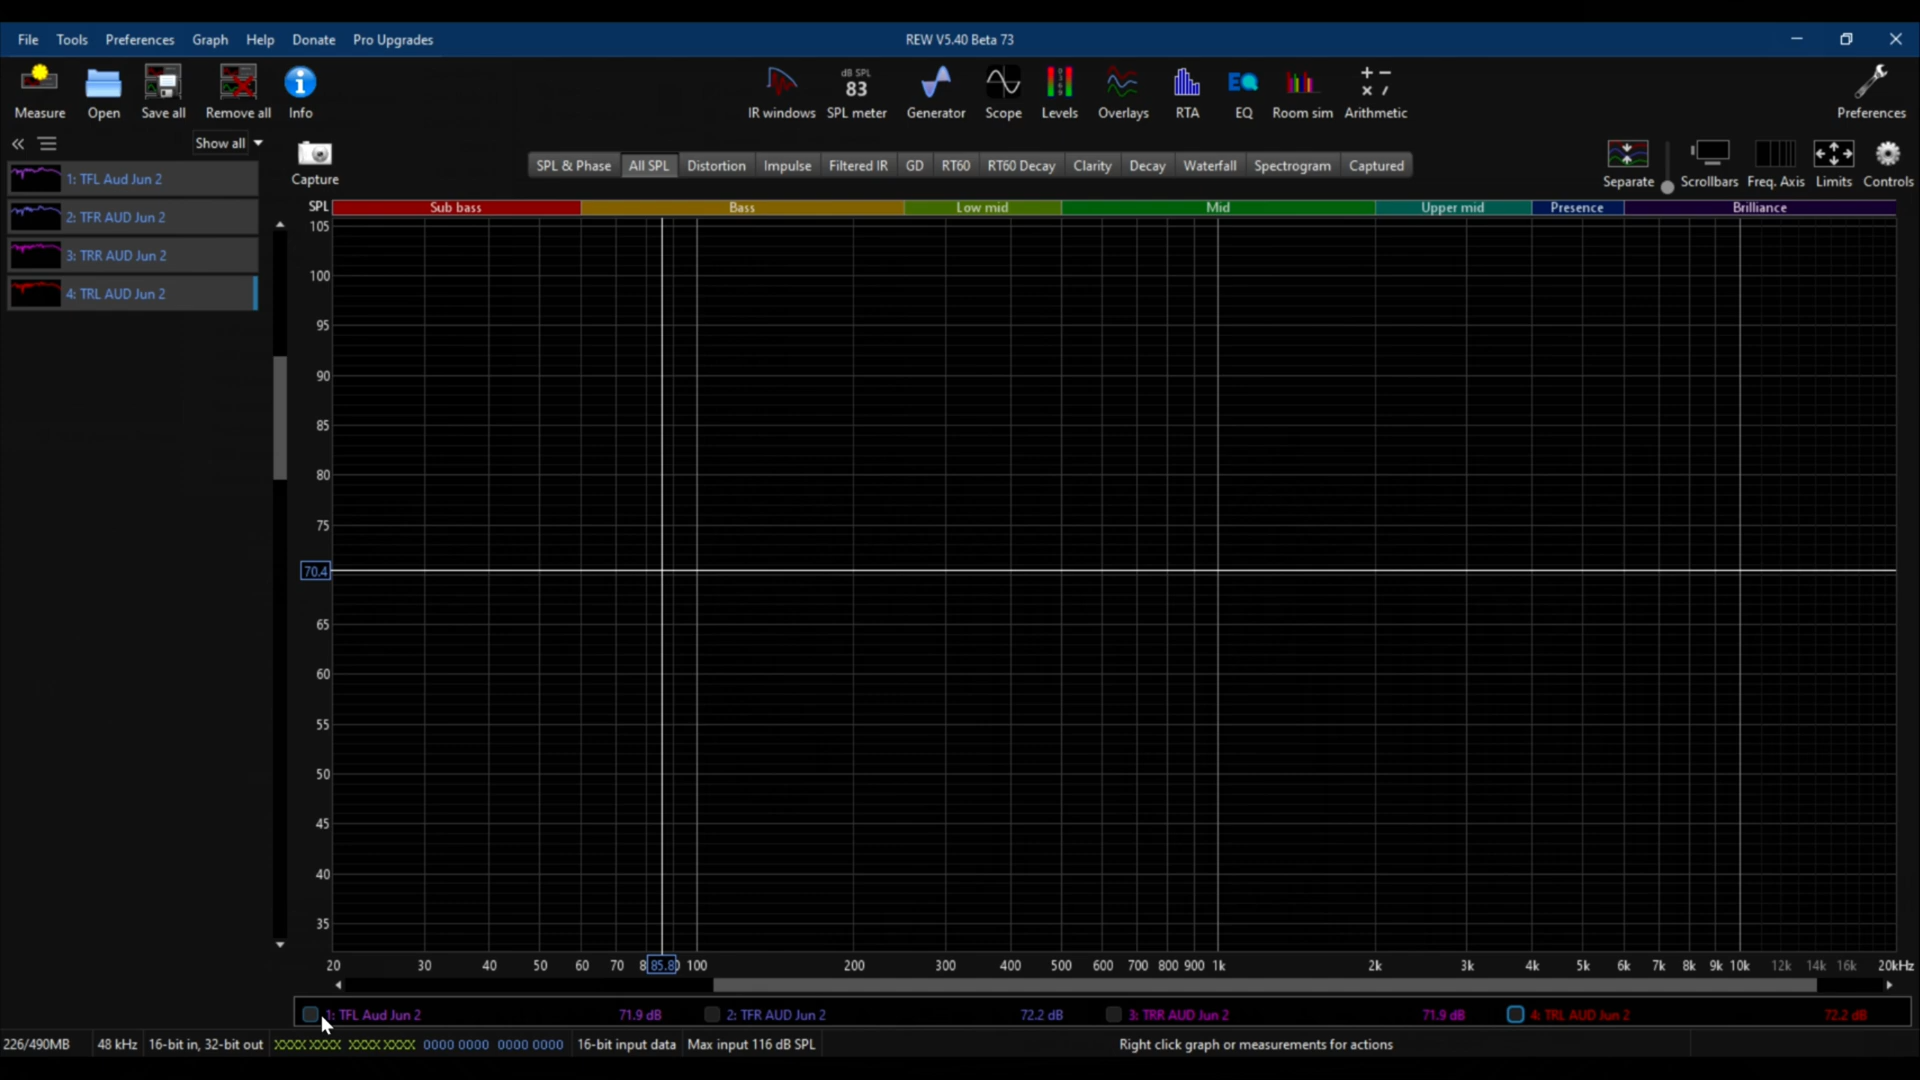 File Tools Preferences Graph Help Donate Pro Upgrades REW V5.40 Beta 73
dB SPL
83
Measure Open Save all Remove all Info IR windows SPL meter Generator Scope Levels Overlays RTA EQ Room sim Arithmetic Preferences
Show all
Capture
SPL & Phase All SPL Distortion Impulse Filtered IR GD RT60 RT60 Decay Clarity Decay Waterfall Spectrogram Captured
Separate Scrollbars Freq. Axis Limits Controls
1: TFL Aud Jun 2
2: TFR AUD Jun 2
3: TRR AUD Jun 2
4: TRL AUD Jun 2
SPL Sub bass Bass Low mid Mid Upper mid Presence Brilliance
105
100
95
90
85
80
75
70.4
65
60
55
50
45
40
35
20 30 40 50 60 70 85.8 100 200 300 400 500 600 700 800 900 1k 2k 3k 4k 5k 6k 7k 8k 9k 10k 12k 14k 16k 20kHz
1: TFL Aud Jun 2 71.9 dB 2: TFR AUD Jun 2 72.2 dB 3: TRR AUD Jun 2 71.9 dB 4: TRL AUD Jun 2 72.2 dB
226/490MB 48 kHz 16-bit in, 32-bit out XXXX XXXX XXXX XXXX 0000 0000 0000 0000 16-bit input data Max input 116 dB SPL Right click graph or measurements for actions